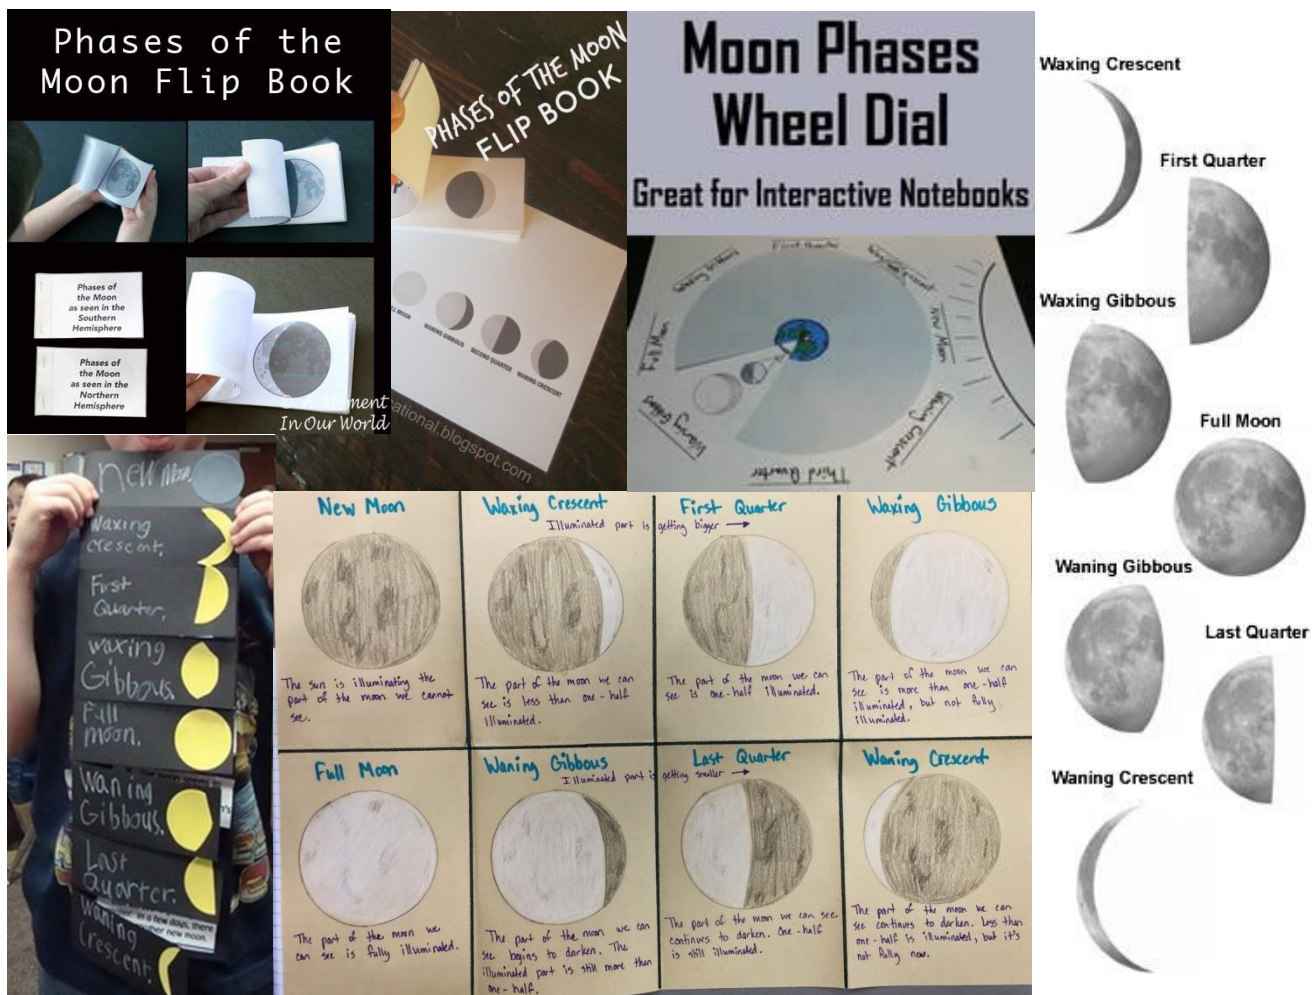 Phases of the
Moon Flip Book
Phases of
the Moon
as seen in the
Southern
Hemisphere
Phases of
the Moon
as seen in the
Northern
Hemisphere
A Moment
In Our World
PHASES OF THE MOON
FLIP BOOK
LL MOON
WANING GIBBOUS
SECOND QUARTER
WANING CRESCENT
ational.blogspot.com
Moon Phases
Wheel Dial
Great for Interactive Notebooks
First Quarter
New Moon
Full Moon
Waning Gibbous
Third Quarter
Waning Crescent
Waxing Crescent
First Quarter
Waxing Gibbous
Full Moon
Waning Gibbous
Last Quarter
Waning Crescent
new moon.
Waxing
crescent.
First
Quarter.
waxing
Gibbous.
Full
moon.
Waning
Gibbous.
Last
Quarter.
in a few days, there
other new moon.
Waning
Crescent.
New Moon
The sun is illuminating the
part of the moon we cannot
see.
Waxing Crescent
Illuminated part is getting bigger →
The part of the moon we can
see is less than one-half
illuminated.
First Quarter
The part of the moon we can
see is one-half illuminated.
Waxing Gibbous
The part of the moon we can
see is more than one-half
illuminated, but not fully
illuminated.
Full Moon
The part of the moon we
can see is fully illuminated.
Waning Gibbous
Illuminated part is getting smaller →
The part of the moon we can
see begins to darken. The
illuminated part is still more than
one-half.
Last Quarter
The part of the moon we can see
continues to darken. One-half
is still illuminated.
Waning Crescent
The part of the moon we can
see continues to darken. Less than
one-half is illuminated, but it's
not fully new.